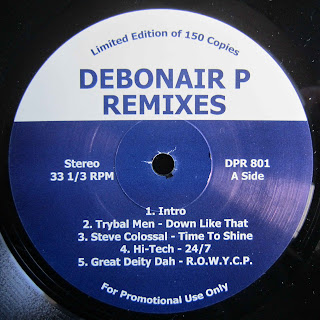 Limited Edition of 150 Copies
DEBONAIR P
REMIXES
Stereo
33 1/3 RPM
DPR 801
A Side
1. Intro
2. Trybal Men - Down Like That
3. Steve Colossal - Time To Shine
4. Hi-Tech - 24/7
5. Great Deity Dah - R.O.W.Y.C.P.
For Promotional Use Only